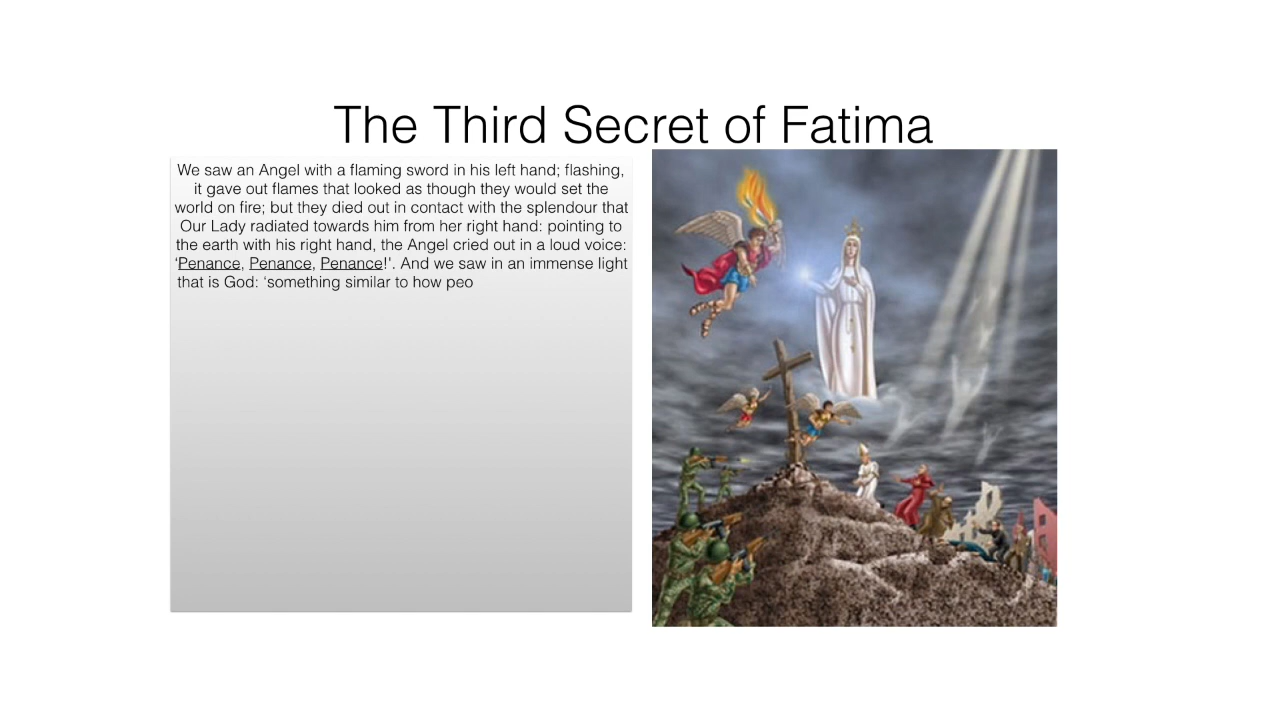 The Third Secret of Fatima
We saw an Angel with a flaming sword in his left hand; flashing,
it gave out flames that looked as though they would set the
world on fire; but they died out in contact with the splendour that
Our Lady radiated towards him from her right hand: pointing to
the earth with his right hand, the Angel cried out in a loud voice:
‘Penance, Penance, Penance!'. And we saw in an immense light
that is God: ‘something similar to how peo